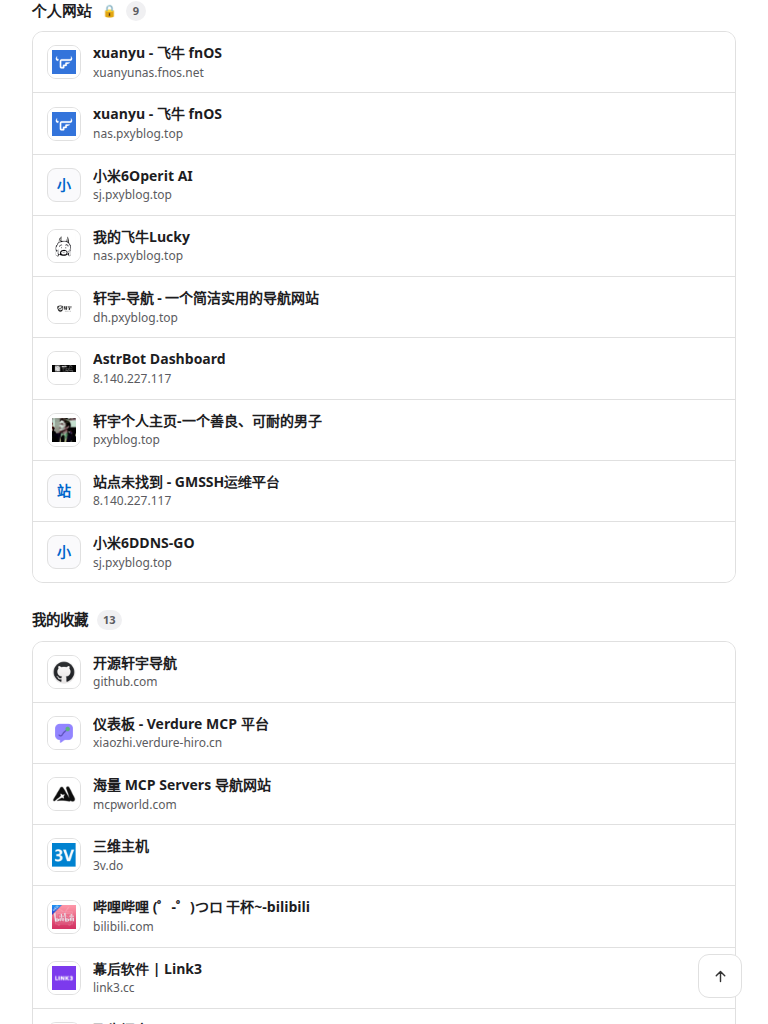 个人网站 🔒 9
xuanyu - 飞牛 fnOS
xuanyunas.fnos.net
xuanyu - 飞牛 fnOS
nas.pxyblog.top
小
小米6Operit AI
sj.pxyblog.top
我的飞牛Lucky
nas.pxyblog.top
轩宇-导航 - 一个简洁实用的导航网站
dh.pxyblog.top
AstrBot Dashboard
8.140.227.117
轩宇个人主页-一个善良、可耐的男子
pxyblog.top
站
站点未找到 - GMSSH运维平台
8.140.227.117
小
小米6DDNS-GO
sj.pxyblog.top
我的收藏 13
开源轩宇导航
github.com
仪表板 - Verdure MCP 平台
xiaozhi.verdure-hiro.cn
海量 MCP Servers 导航网站
mcpworld.com
3V
三维主机
3v.do
哔哩哔哩 (゜-゜)つロ 干杯~-bilibili
bilibili.com
LINK3
幕后软件 | Link3
link3.cc